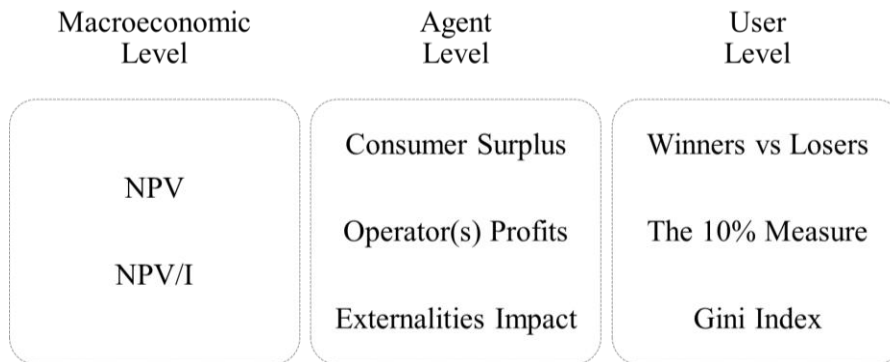 Macroeconomic
Level
NPV
NPV/I
Agent
Level
Consumer Surplus
Operator(s) Profits
Externalities Impact
User
Level
Winners vs Losers
The 10% Measure
Gini Index